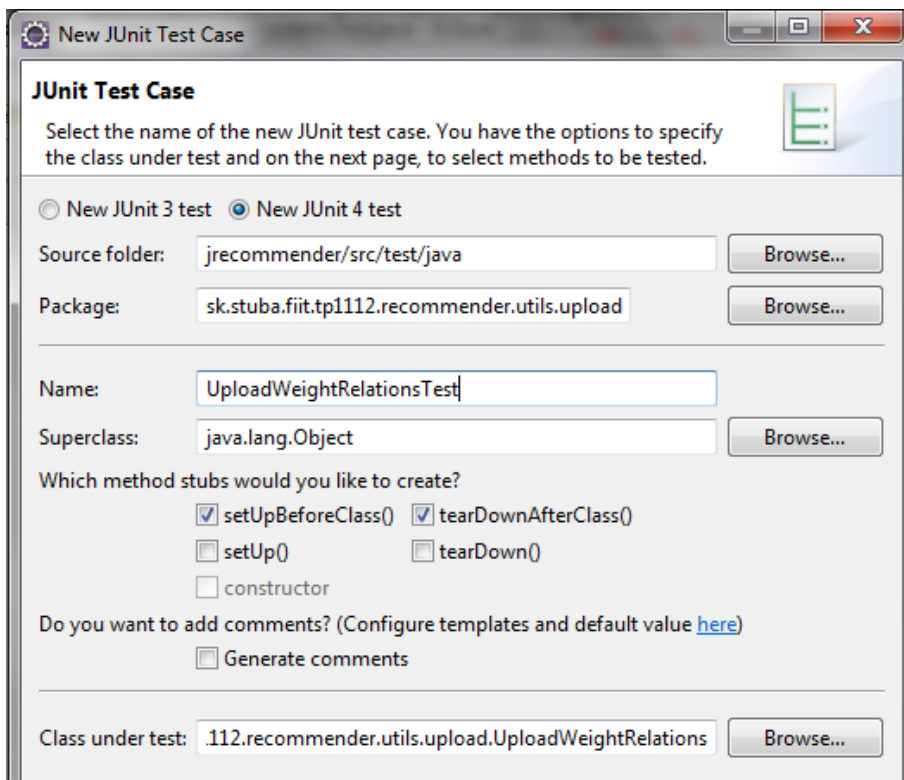 New JUnit Test Case
JUnit Test Case
Select the name of the new JUnit test case. You have the options to specify
the class under test and on the next page, to select methods to be tested.
New JUnit 3 test New JUnit 4 test
Source folder: jrecommender/src/test/java Browse...
Package: sk.stuba.fiit.tp1112.recommender.utils.upload Browse...
Name: UploadWeightRelationsTest
Superclass: java.lang.Object Browse...
Which method stubs would you like to create?
setUpBeforeClass() tearDownAfterClass()
setUp() tearDown()
constructor
Do you want to add comments? (Configure templates and default value here)
Generate comments
Class under test: .112.recommender.utils.upload.UploadWeightRelations Browse...